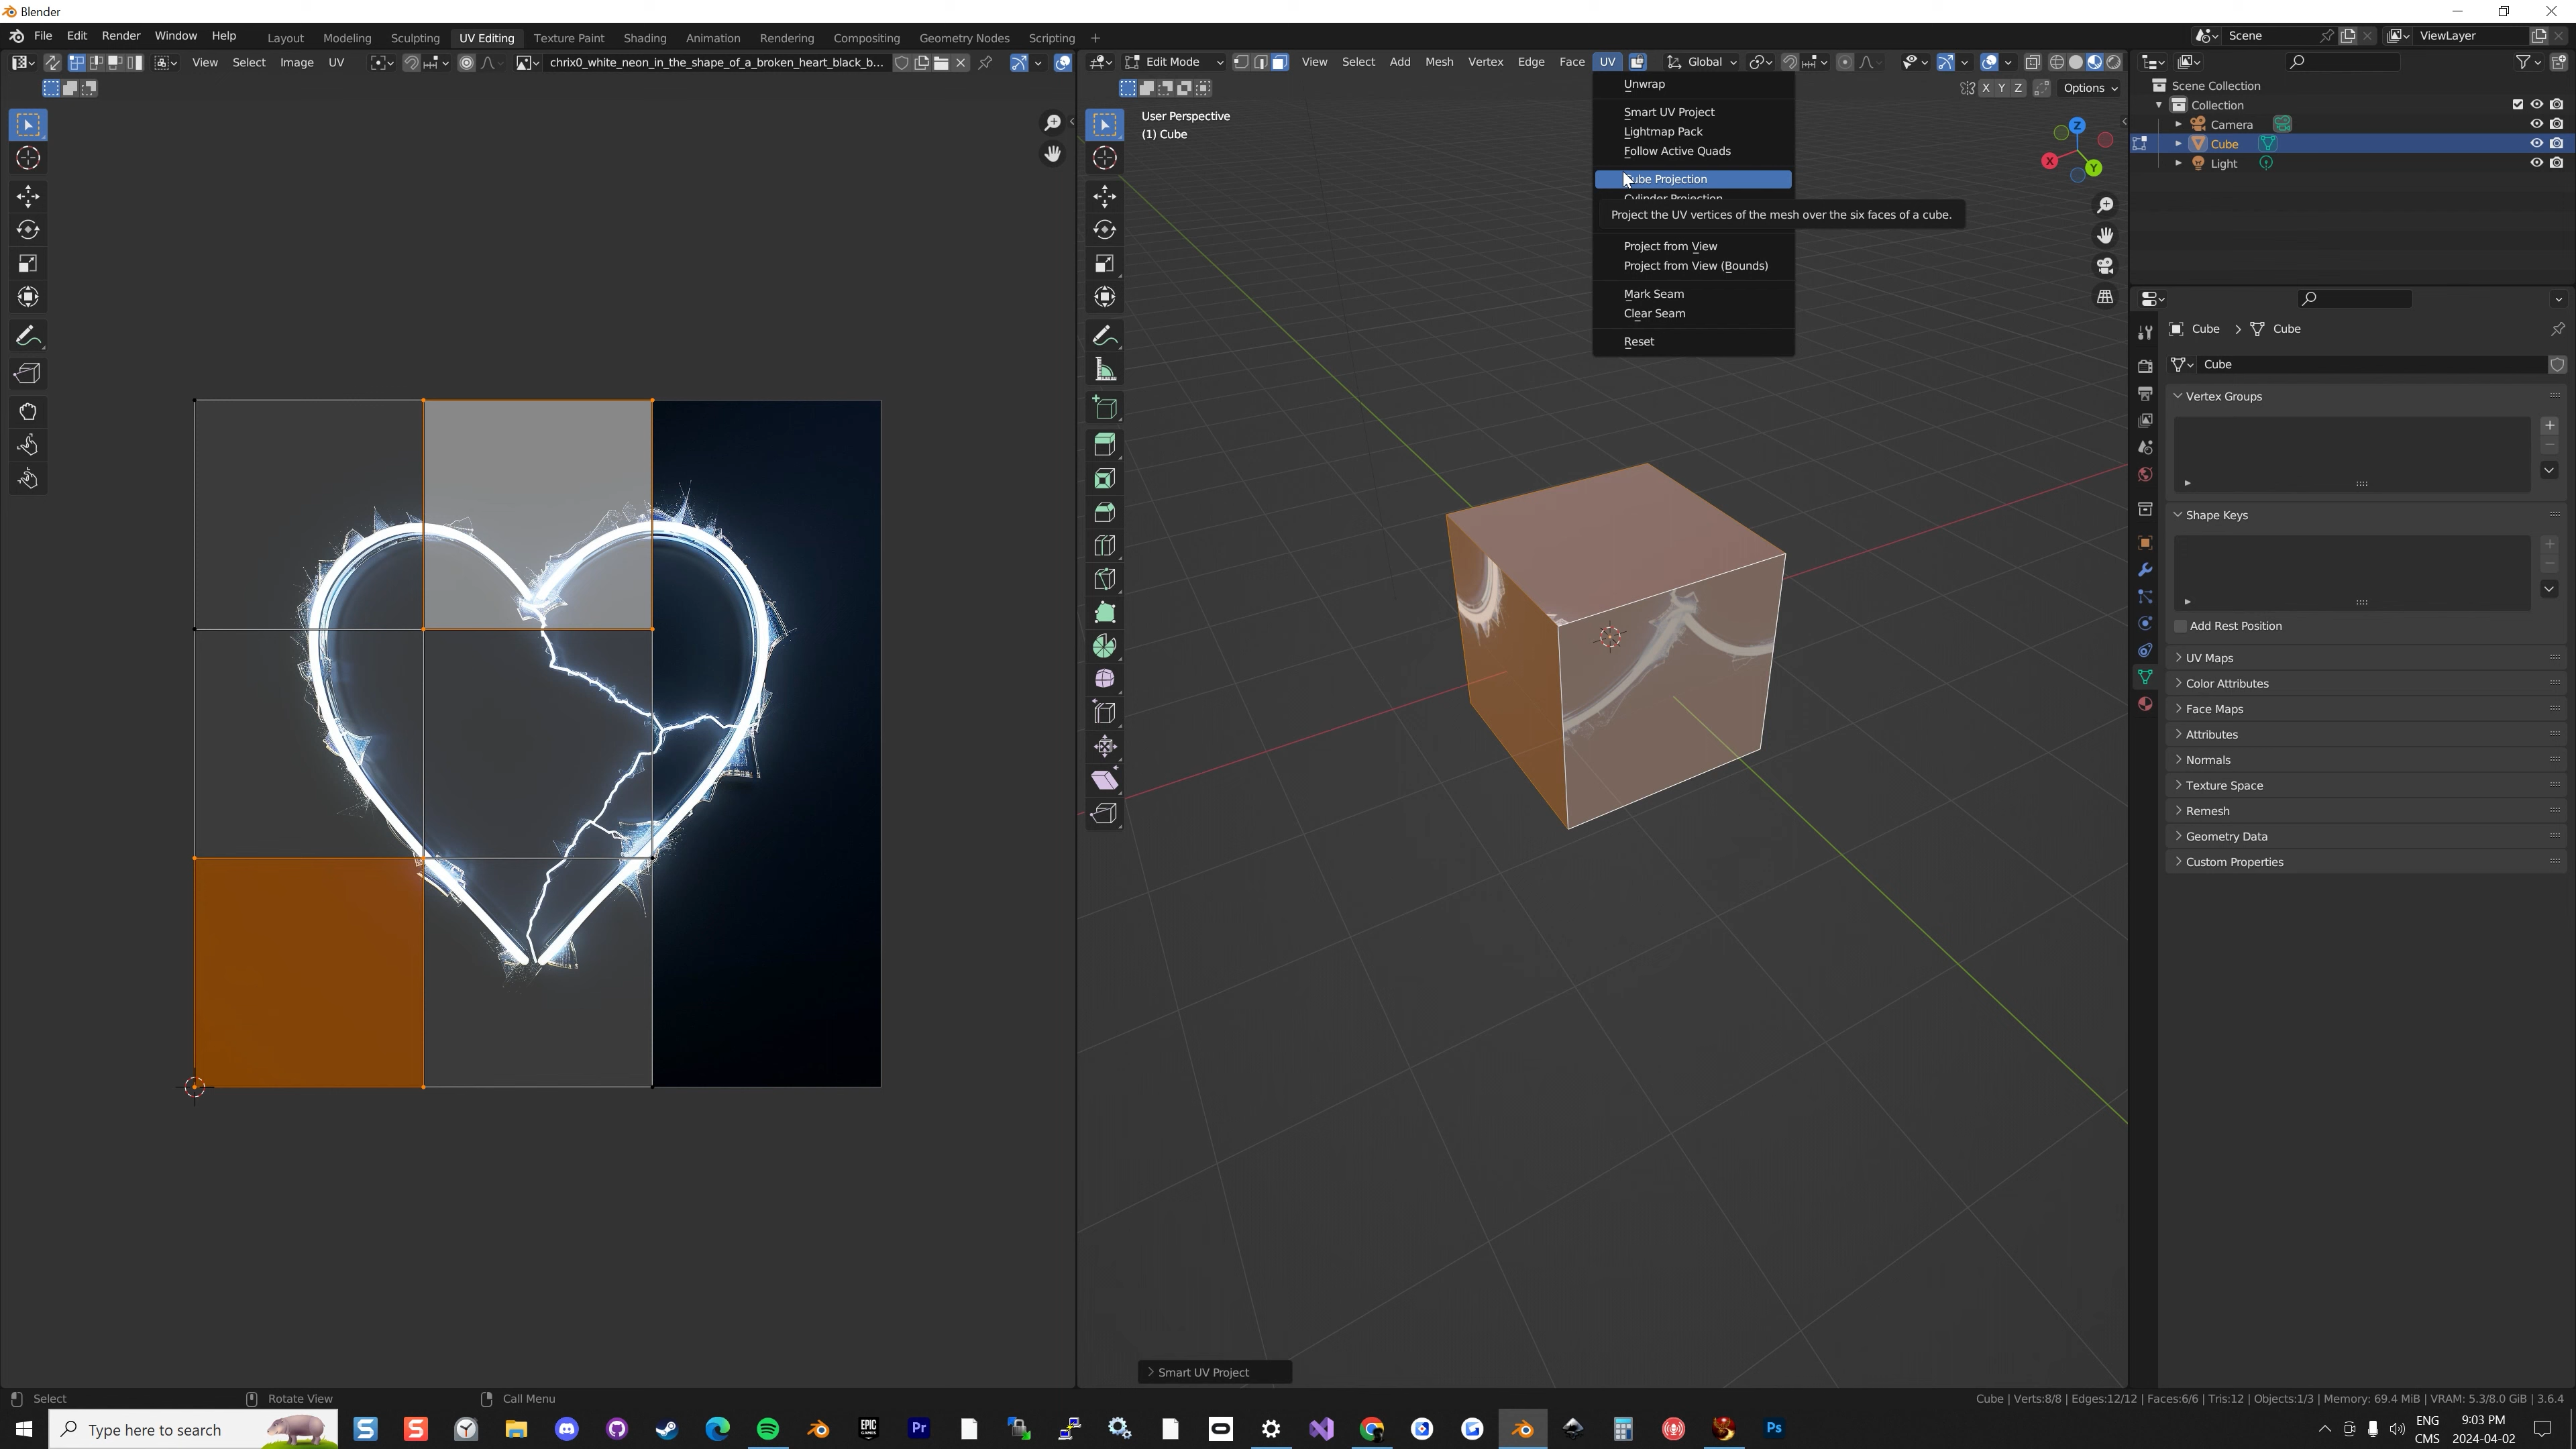 Blender
File Edit Render Window Help
Layout Modeling Sculpting UV Editing Texture Paint Shading Animation Rendering Compositing Geometry Nodes Scripting +
Scene
ViewLayer
View Select Image UV
chrix0_white_neon_in_the_shape_of_a_broken_heart_black_b...
Edit Mode
View Select Add Mesh Vertex Edge Face UV
Global
X Y Z
Options
User Perspective
(1) Cube
Unwrap
Smart UV Project
Lightmap Pack
Follow Active Quads
Cube Projection
Cylinder Projection
Project the UV vertices of the mesh over the six faces of a cube.
Project from View
Project from View (Bounds)
Mark Seam
Clear Seam
Reset
Z
X
Y
Scene Collection
Collection
Camera
Cube
Light
Cube > Cube
Cube
Vertex Groups
Shape Keys
Add Rest Position
UV Maps
Color Attributes
Face Maps
Attributes
Normals
Texture Space
Remesh
Geometry Data
Custom Properties
Smart UV Project
Select
Rotate View
Call Menu
Cube | Verts:8/8 | Edges:12/12 | Faces:6/6 | Tris:12 | Objects:1/3 | Memory: 69.4 MiB | VRAM: 5.3/8.0 GiB | 3.6.4
Type here to search
S
S
EPIC GAMES
Pr
Ps
ENG
CMS
9:03 PM
2024-04-02